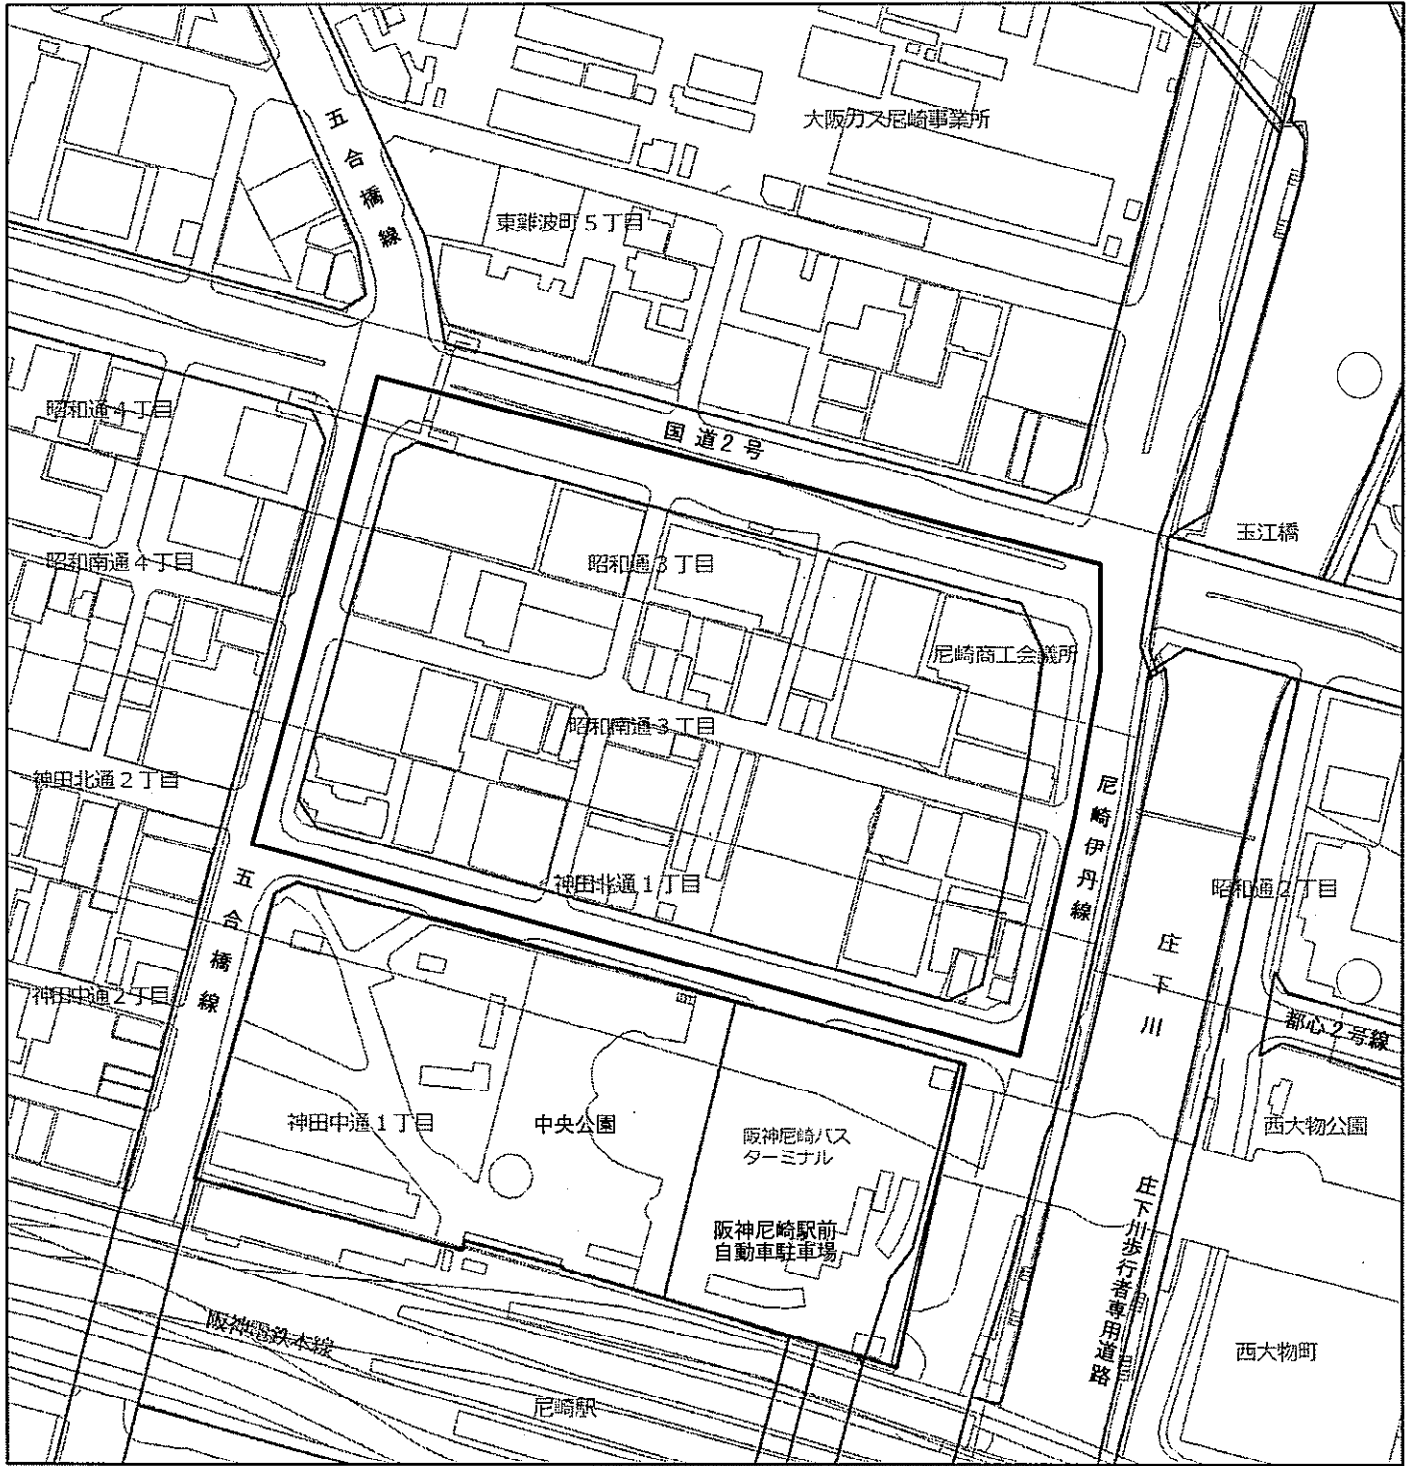 大阪ガス尼崎事業所
五合橋線
東難波町５丁目
昭和通４丁目
国道2号
玉江橋
昭和南通４丁目
昭和通３丁目
尼崎商工会議所
昭和南通３丁目
神田北通２丁目
尼崎伊丹線
神田北通１丁目
五合橋線
昭和通２丁目
庄下川
神田中通２丁目
都心２号線
神田中通１丁目
中央公園
阪神尼崎バス
ターミナル
西大物公園
阪神尼崎駅前
自動車駐車場
庄下川歩行者専用道路
阪神電鉄本線
西大物町
尼崎駅